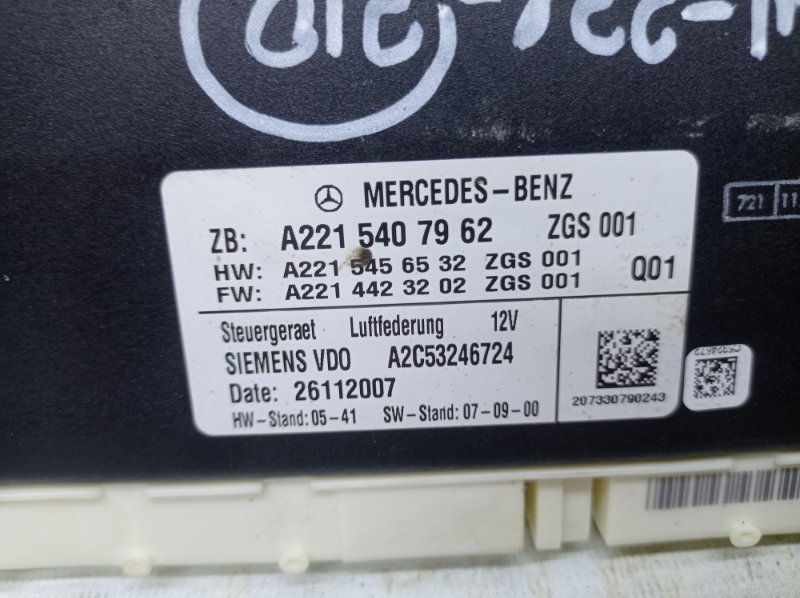 MERCEDES-BENZ
ZB: A221 540 79 62 ZGS 001
HW: A221 545 65 32 ZGS 001
FW: A221 442 32 02 ZGS 001 Q01
Steuergeraet Luftfederung 12V
SIEMENS VDO A2C53246724
Date: 26112007
HW-Stand: 05-41 SW-Stand: 07-09-00
207330790243
721 11